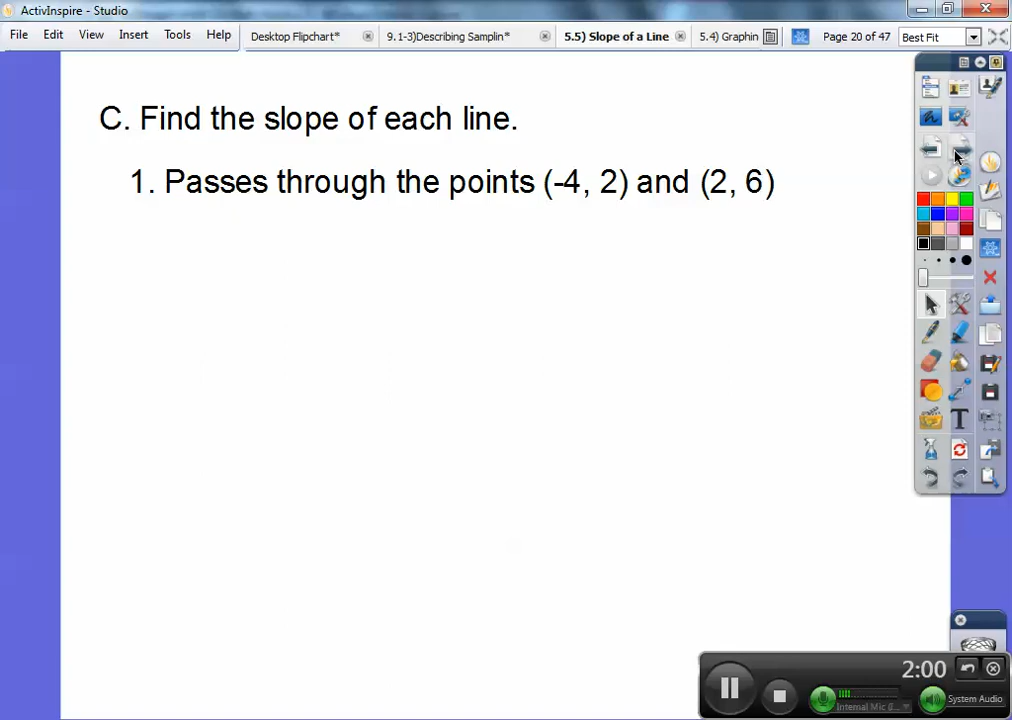 ActivInspire - Studio
File Edit View Insert Tools Help
Desktop Flipchart* 9.1-3)Describing Samplin* 5.5) Slope of a Line 5.4) Graphin Page 20 of 47 Best Fit
C. Find the slope of each line.
1. Passes through the points (-4, 2) and (2, 6)
T
2:00
Internal Mic (I... System Audio